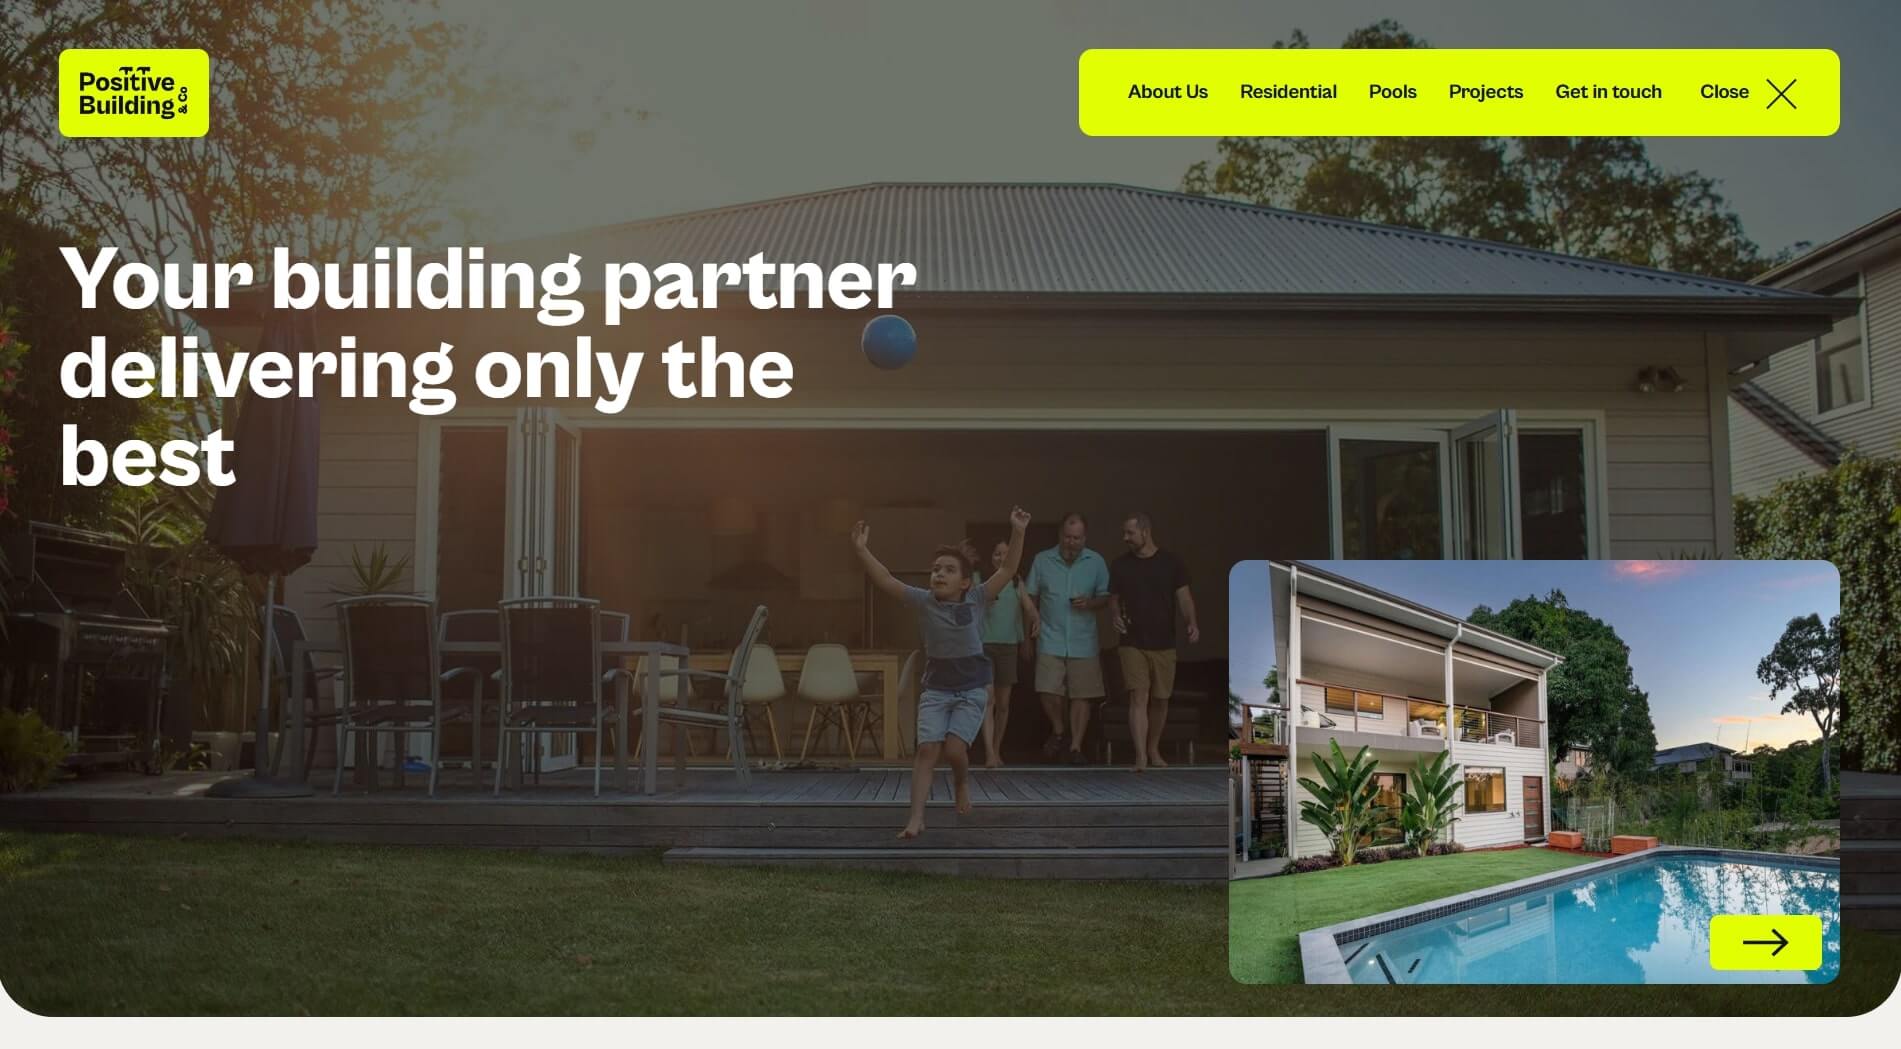 Positive
Building & Co
About Us Residential Pools Projects Get in touch Close
Your building partner
delivering only the
best